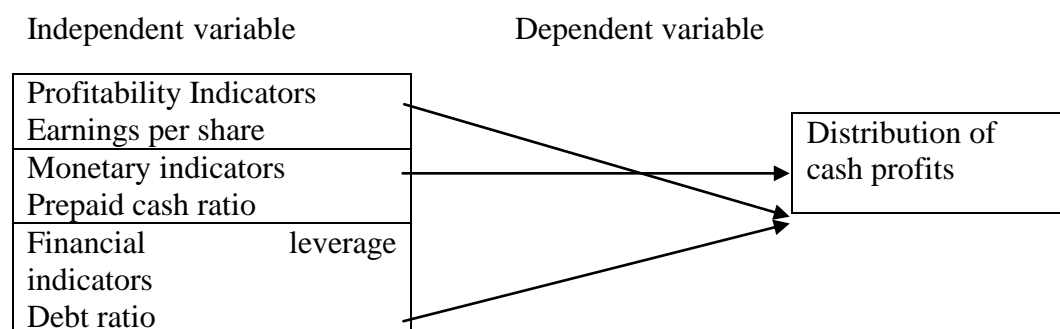 Independent variable
Dependent variable
Profitability Indicators
Earnings per share
Monetary indicators
Prepaid cash ratio
Financial leverage
indicators
Debt ratio
Distribution of
cash profits